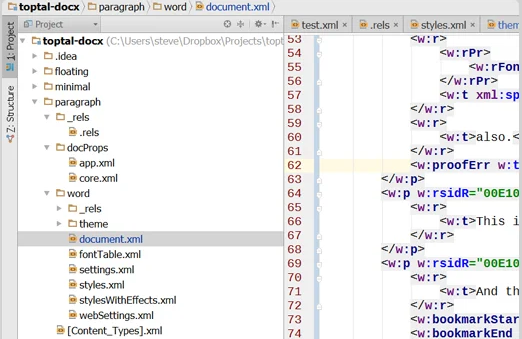 toptal-docx paragraph word document.xml
1: Project
Z: Structure
Project
toptal-docx (C:\Users\steve\Dropbox\Projects\topt
.idea
floating
minimal
paragraph
_rels
.rels
docProps
app.xml
core.xml
word
_rels
theme
document.xml
fontTable.xml
settings.xml
styles.xml
stylesWithEffects.xml
webSettings.xml
[Content_Types].xml
test.xml .rels styles.xml them
53 <w:r>
54 <w:rPr>
55 <w:rFon
56 </w:rPr>
57 <w:t xml:sp
58 </w:r>
59 <w:r>
60 <w:t>also.<
61 </w:r>
62 <w:proofErr w:t
63 </w:p>
64 <w:p w:rsidR="00E10
65 <w:r>
66 <w:t>This i
67 </w:r>
68 </w:p>
69 <w:p w:rsidR="00E10
70 <w:r>
71 <w:t>And th
72 </w:r>
73 <w:bookmarkStar
74 <w:bookmarkEnd